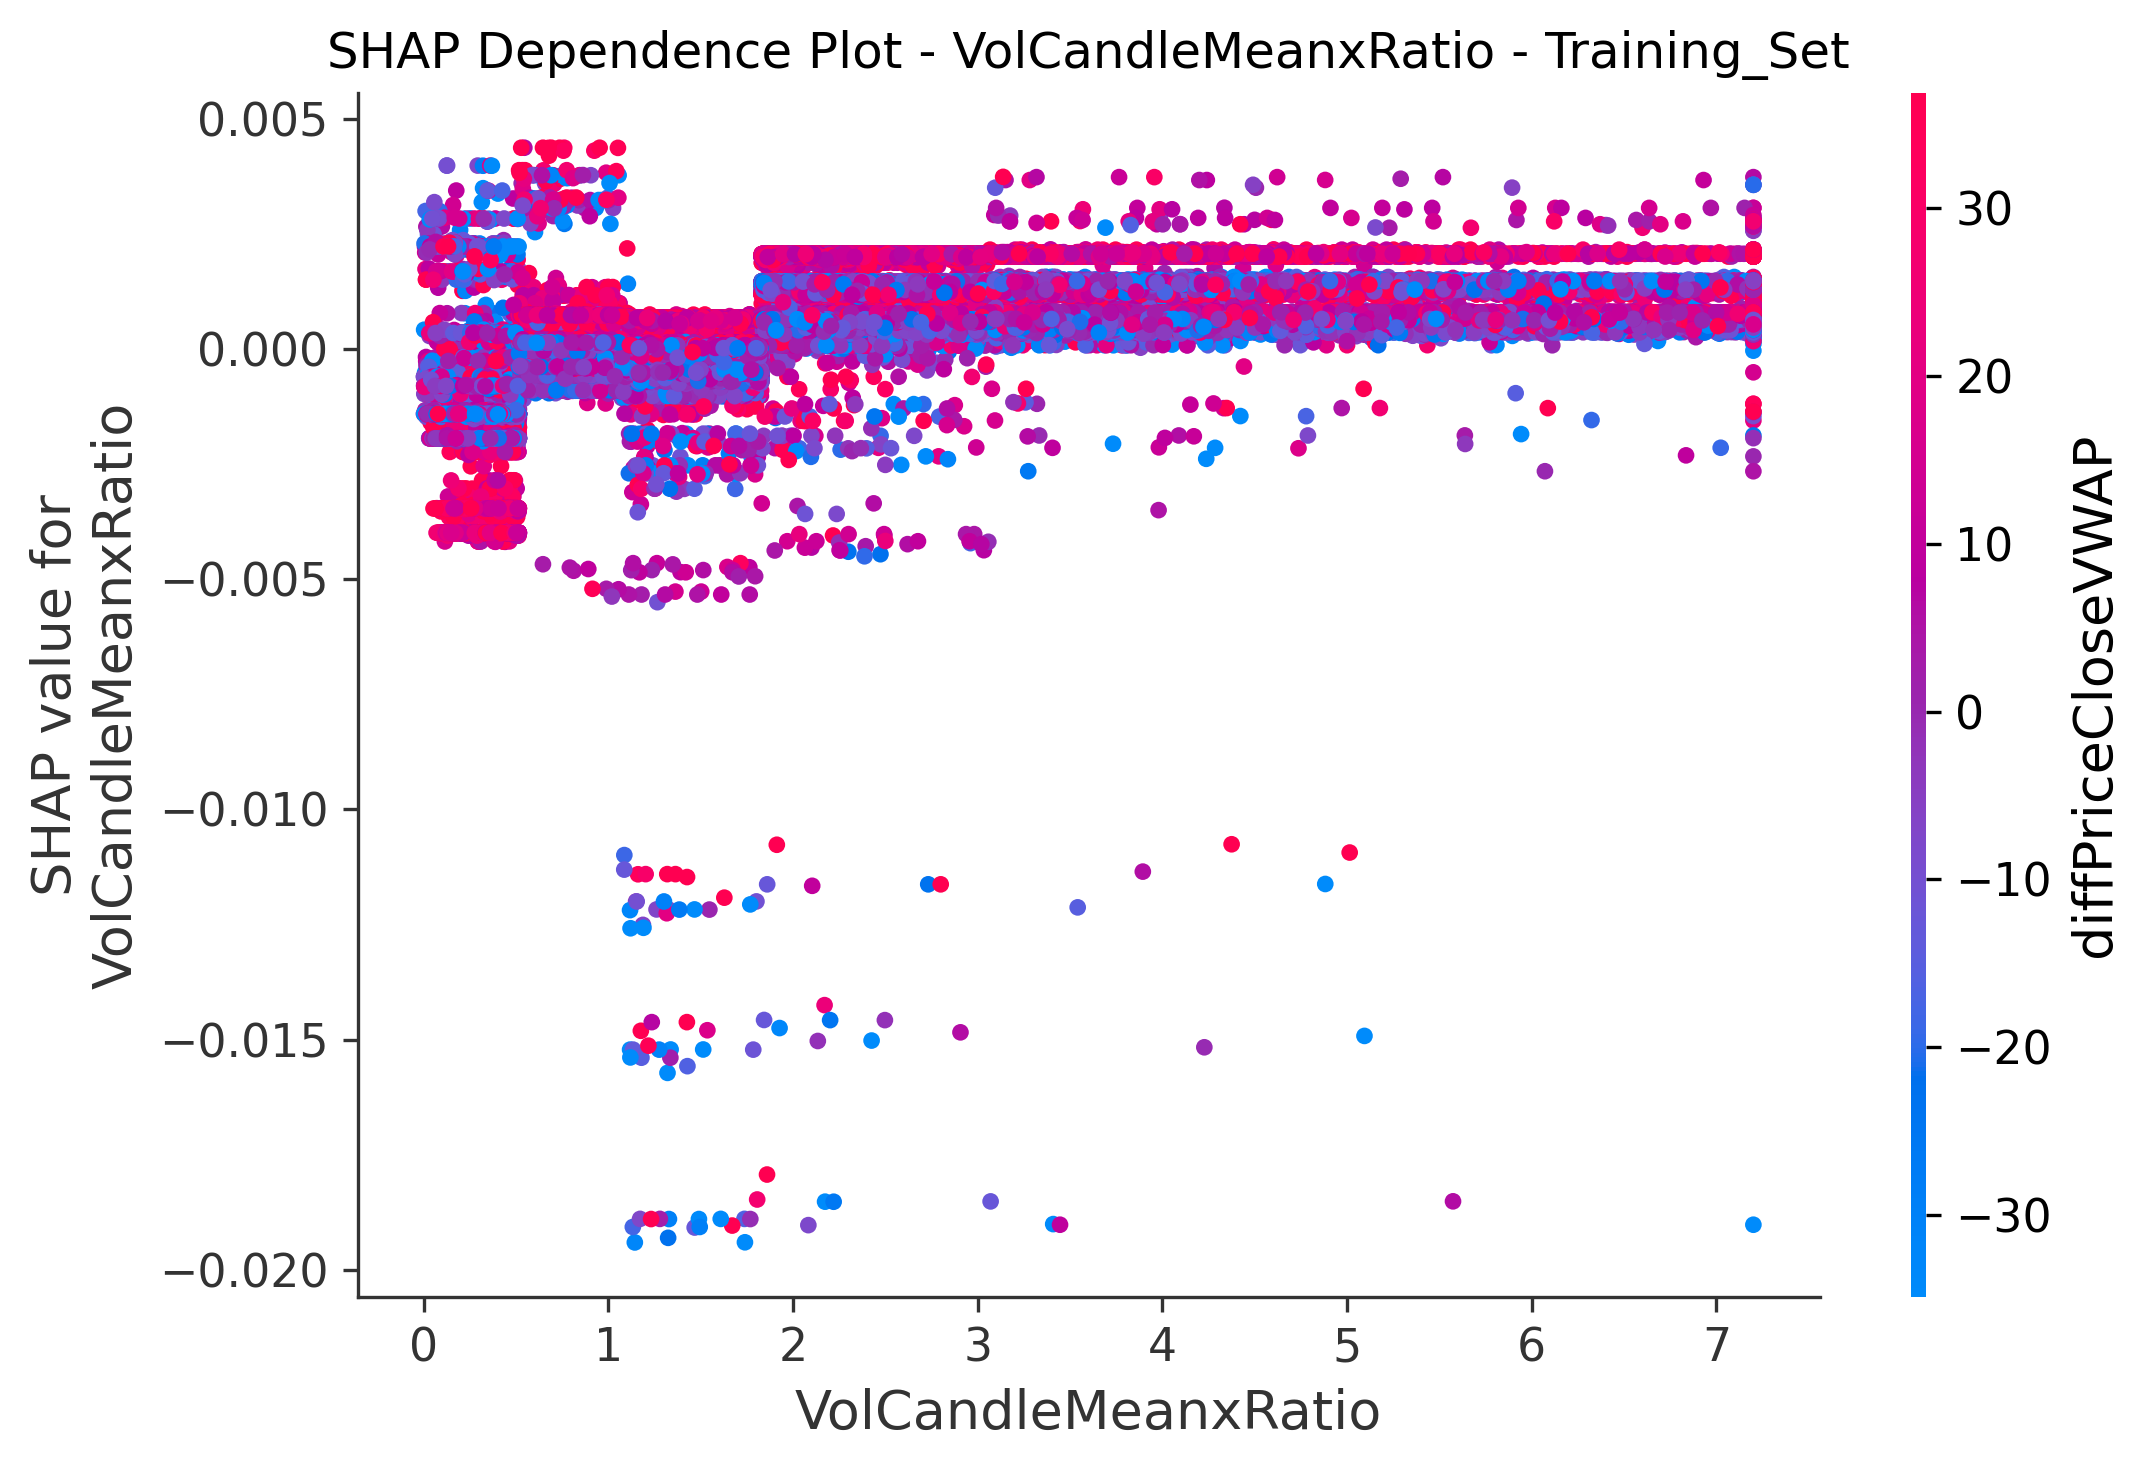 SHAP Dependence Plot - VolCandleMeanxRatio - Training_Set
0.005
0.000
−0.005
−0.010
−0.015
−0.020
SHAP value for
VolCandleMeanxRatio
0 1 2 3 4 5 6 7
VolCandleMeanxRatio
30
20
10
0
−10
−20
−30
diffPriceCloseVWAP